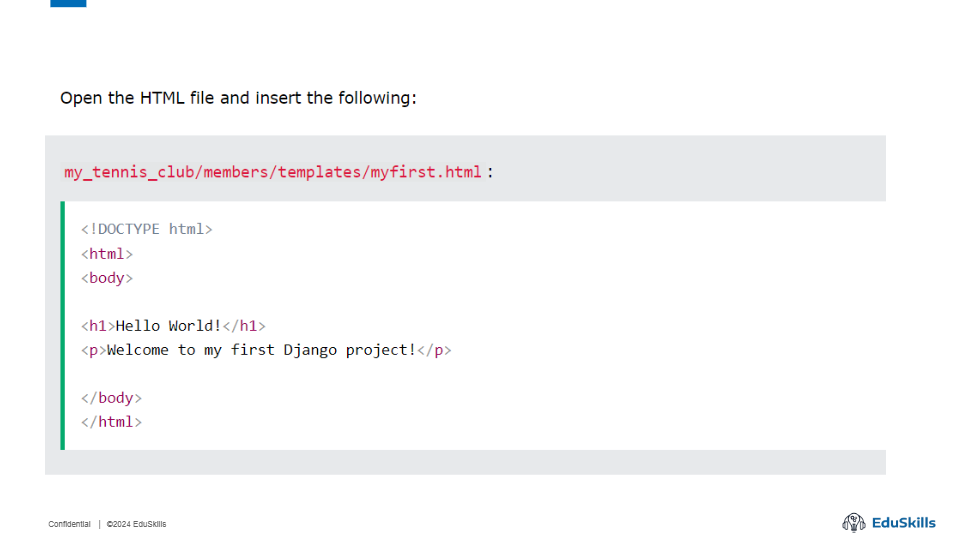 Open the HTML file and insert the following:
my_tennis_club/members/templates/myfirst.html :
<!DOCTYPE html>
<html>
<body>
<h1>Hello World!</h1>
<p>Welcome to my first Django project!</p>
</body>
</html>
Confidential | ©2024 EduSkills
EduSkills